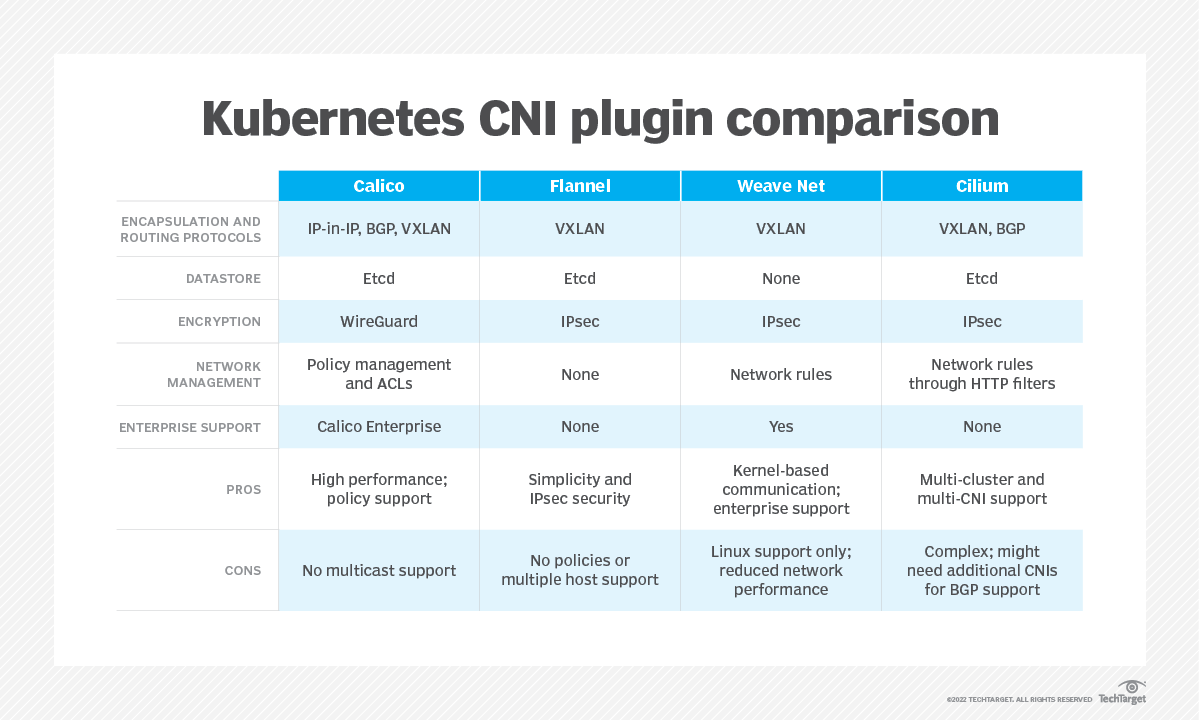 Kubernetes CNI plugin comparison
Calico Flannel Weave Net Cilium
ENCAPSULATION AND
ROUTING PROTOCOLS
IP-in-IP, BGP, VXLAN VXLAN VXLAN VXLAN, BGP
DATASTORE Etcd Etcd None Etcd
ENCRYPTION WireGuard IPsec IPsec IPsec
NETWORK
MANAGEMENT
Policy management
and ACLs
None
Network rules
Network rules
through HTTP filters
ENTERPRISE SUPPORT Calico Enterprise None Yes None
PROS
High performance;
policy support
Simplicity and
IPsec security
Kernel-based
communication;
enterprise support
Multi-cluster and
multi-CNI support
CONS
No multicast support
No policies or
multiple host support
Linux support only;
reduced network
performance
Complex; might
need additional CNIs
for BGP support
©2022 TECHTARGET. ALL RIGHTS RESERVED TechTarget